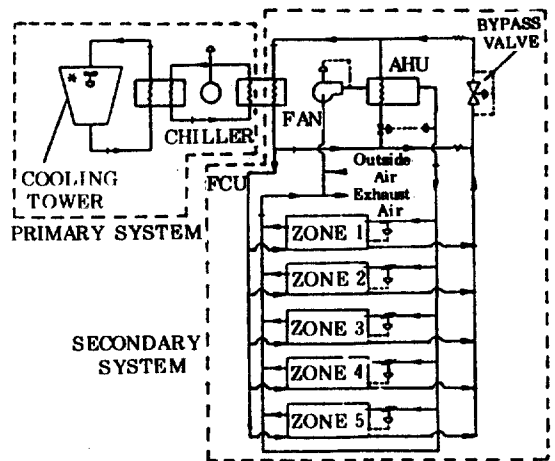 BYPASS
VALVE
AHU
FAN
CHILLER
COOLING
TOWER
PRIMARY SYSTEM
FCU
Outside
Air
Exhaust
Air
ZONE 1
ZONE 2
ZONE 3
SECONDARY
SYSTEM
ZONE 4
ZONE 5